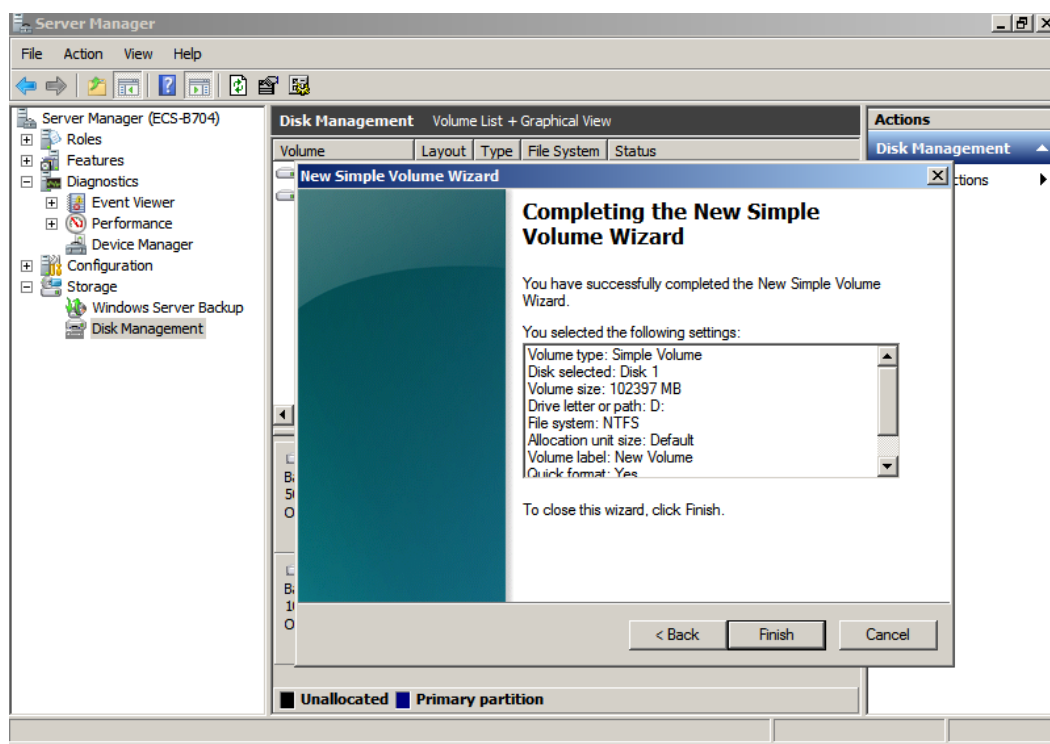 Server Manager
File Action View Help
Server Manager (ECS-B704)
Roles
Features
Diagnostics
Event Viewer
Performance
Device Manager
Configuration
Storage
Windows Server Backup
Disk Management
Disk Management Volume List + Graphical View
Volume Layout Type File System Status
Actions
Disk Management
New Simple Volume Wizard
Completing the New Simple
Volume Wizard
You have successfully completed the New Simple Volume
Wizard.
You selected the following settings:
Volume type: Simple Volume
Disk selected: Disk 1
Volume size: 102397 MB
Drive letter or path: D:
File system: NTFS
Allocation unit size: Default
Volume label: New Volume
Quick format: Yes
To close this wizard, click Finish.
< Back Finish Cancel
Unallocated Primary partition